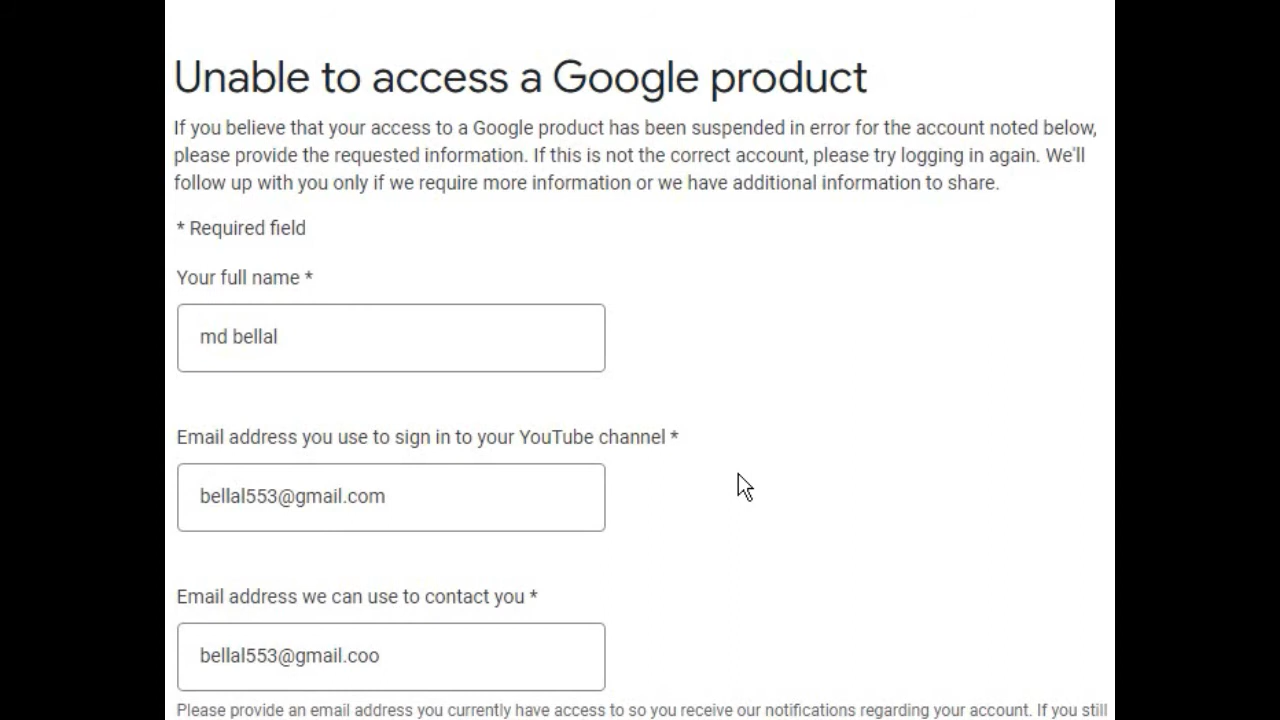 Unable to access a Google product
If you believe that your access to a Google product has been suspended in error for the account noted below,
please provide the requested information. If this is not the correct account, please try logging in again. We'll
follow up with you only if we require more information or we have additional information to share.
* Required field
Your full name *
md bellal
Email address you use to sign in to your YouTube channel *
bellal553@gmail.com
Email address we can use to contact you *
bellal553@gmail.coo
Please provide an email address you currently have access to so you receive our notifications regarding your account. If you still